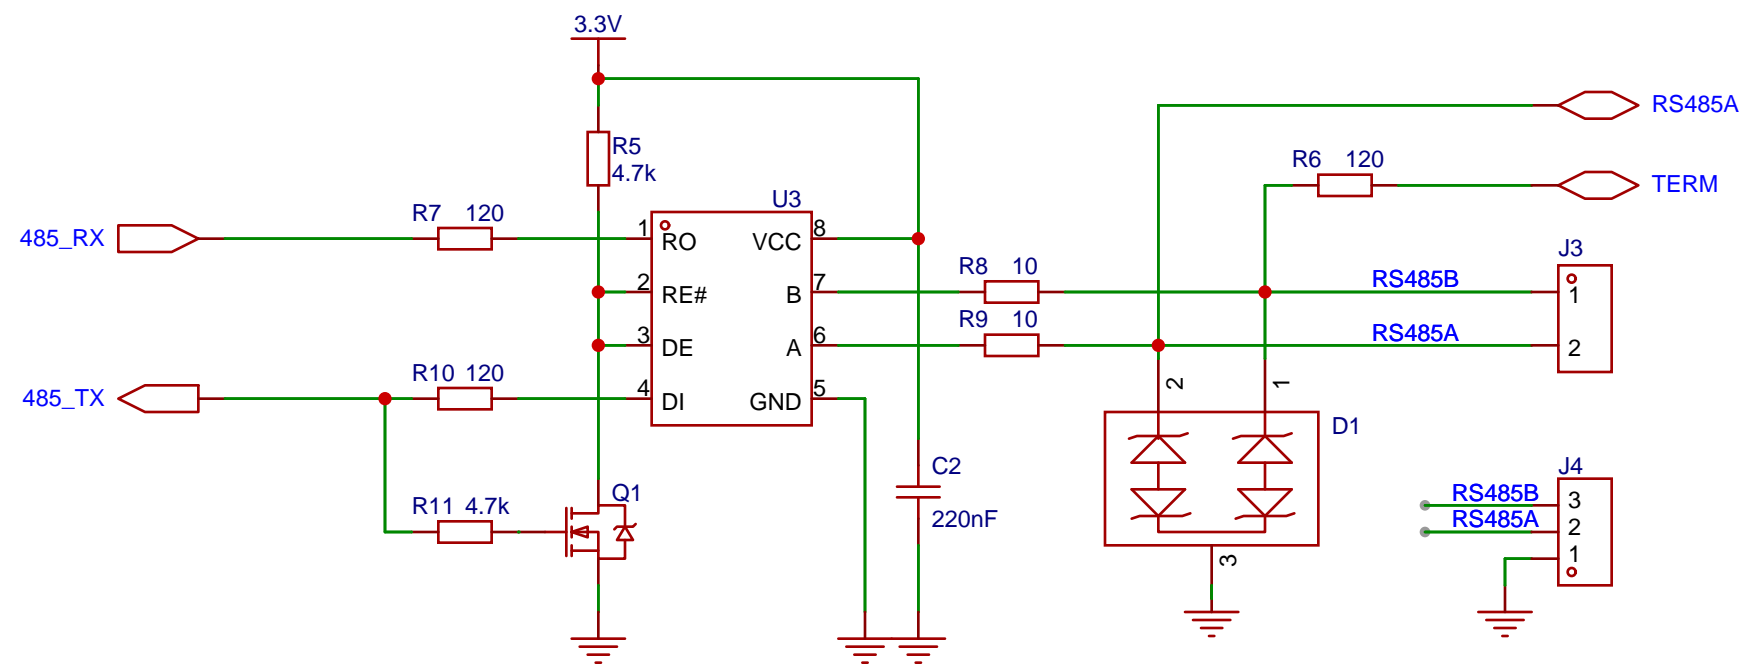 3.3V
RS485A
R5
4.7k
R6 120
TERM
U3
R7 120
485_RX
1
RO
VCC
8
J3
2
RE#
B
7
R8 10
RS485B
1
3
DE
A
6
R9 10
RS485A
2
R10 120
485_TX
4
DI
GND
5
2
1
D1
C2
220nF
J4
RS485B
3
RS485A
2
1
R11 4.7k
Q1
3